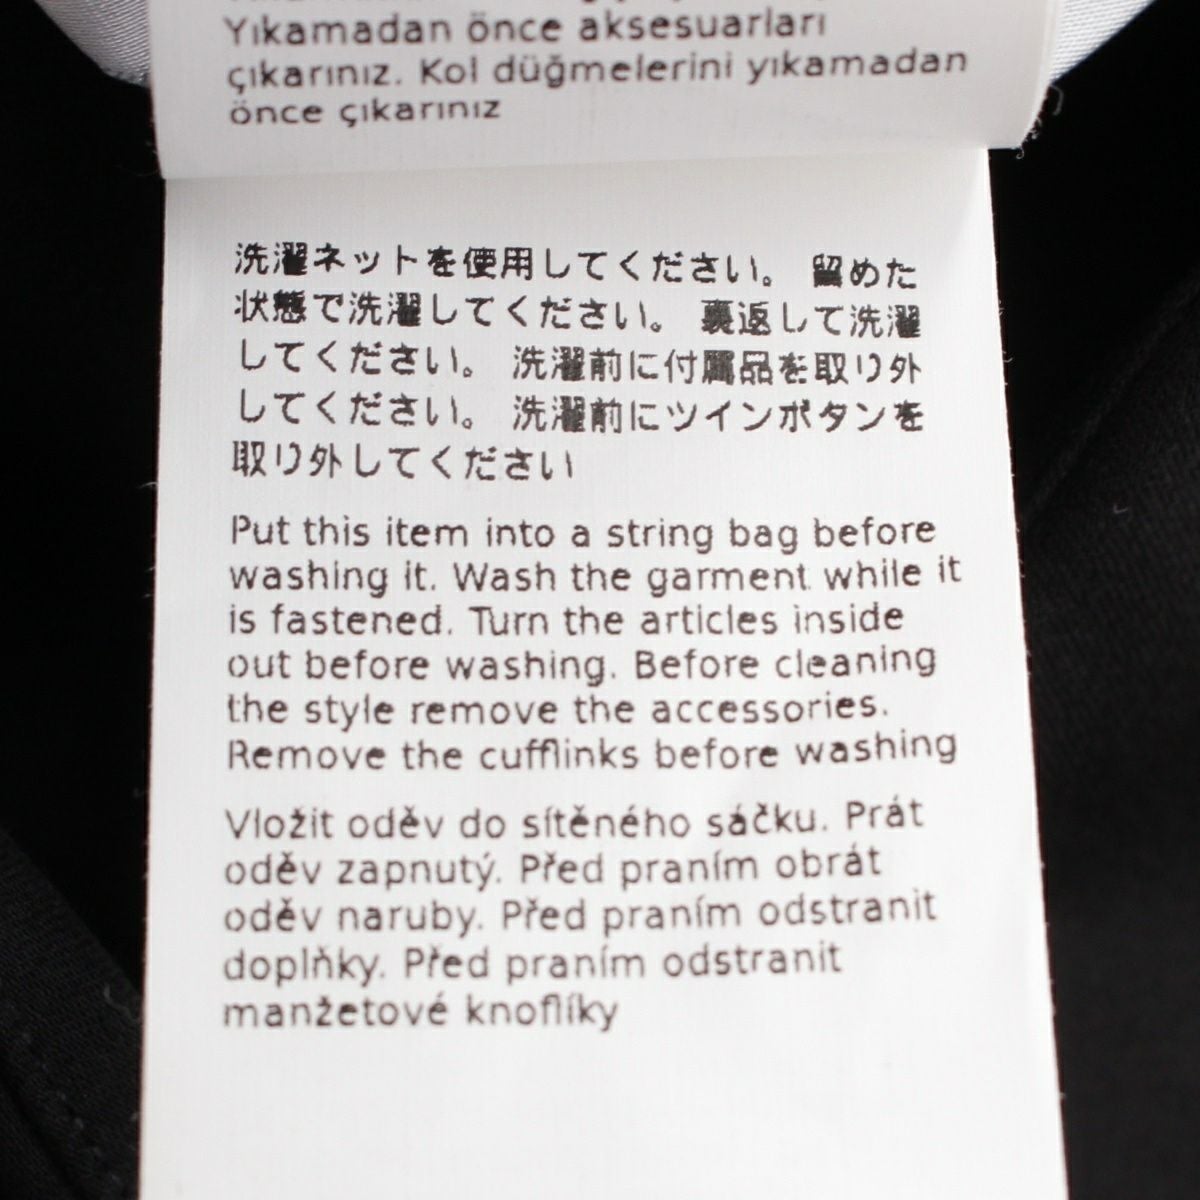 Yıkamadan önce aksesuarları
çıkarınız. Kol düğmelerini yıkamadan
önce çıkarınız
洗濯ネットを使用してください。 留めた
状態で洗濯してください。 裏返して洗濯
してください。 洗濯前に付属品を取り外
してください。 洗濯前にツインボタンを
取り外してください
Put this item into a string bag before
washing it. Wash the garment while it
is fastened. Turn the articles inside
out before washing. Before cleaning
the style remove the accessories.
Remove the cufflinks before washing
Vložit oděv do sítěného sáčku. Prát
oděv zapnutý. Před praním obrát
oděv naruby. Před praním odstranit
doplňky. Před praním odstranit
manžetové knoflíky